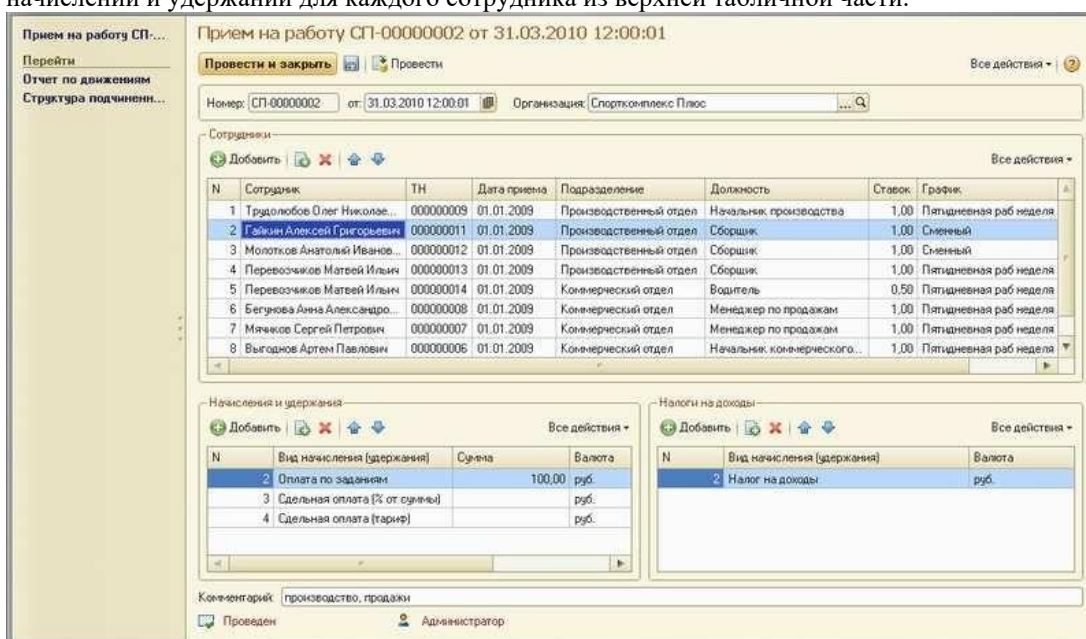 начислений и удержаний для каждого сотрудника из верхней табличной части.
Прием на работу СП-...
Перейти
Отчет по движениям
Структура подчиненн...
Прием на работу СП-00000002 от 31.03.2010 12:00:01
Провести и закрыть Провести Все действия
Номер: СП-00000002 от: 31.03.2010 12:00:01 Организация: Спорткомплекс Плюс ...
Сотрудники
Добавить Все действия
N Сотрудник ТН Дата приема Подразделение Должность Ставок График
1 Трудолюбов Олег Николае... 000000009 01.01.2009 Производственный отдел Начальник производства 1,00 Пятидневная раб неделя
2 Гайкин Алексей Григорьевич 000000011 01.01.2009 Производственный отдел Сборщик 1,00 Сменный
3 Молотков Анатолий Иванов... 000000012 01.01.2009 Производственный отдел Сборщик 1,00 Сменный
4 Перевозчиков Матвей Ильич 000000013 01.01.2009 Производственный отдел Сборщик 1,00 Пятидневная раб неделя
5 Перевозчиков Матвей Ильич 000000014 01.01.2009 Коммерческий отдел Водитель 0,50 Пятидневная раб неделя
6 Бегунова Анна Александро... 000000008 01.01.2009 Коммерческий отдел Менеджер по продажам 1,00 Пятидневная раб неделя
7 Мячиков Сергей Петрович 000000007 01.01.2009 Коммерческий отдел Менеджер по продажам 1,00 Пятидневная раб неделя
8 Выгоднов Артем Павлович 000000006 01.01.2009 Коммерческий отдел Начальник коммерческого... 1,00 Пятидневная раб неделя
Начисления и удержания Налоги на доходы
Добавить Все действия Добавить Все действия
N Вид начисления (удержания) Сумма Валюта N Вид начисления (удержания) Валюта
2 Оплата по заданиям 100,00 руб. 2 Налог на доходы руб.
3 Сдельная оплата (% от суммы) руб.
4 Сдельная оплата (тариф) руб.
Комментарий: производство, продажи
Проведен Администратор